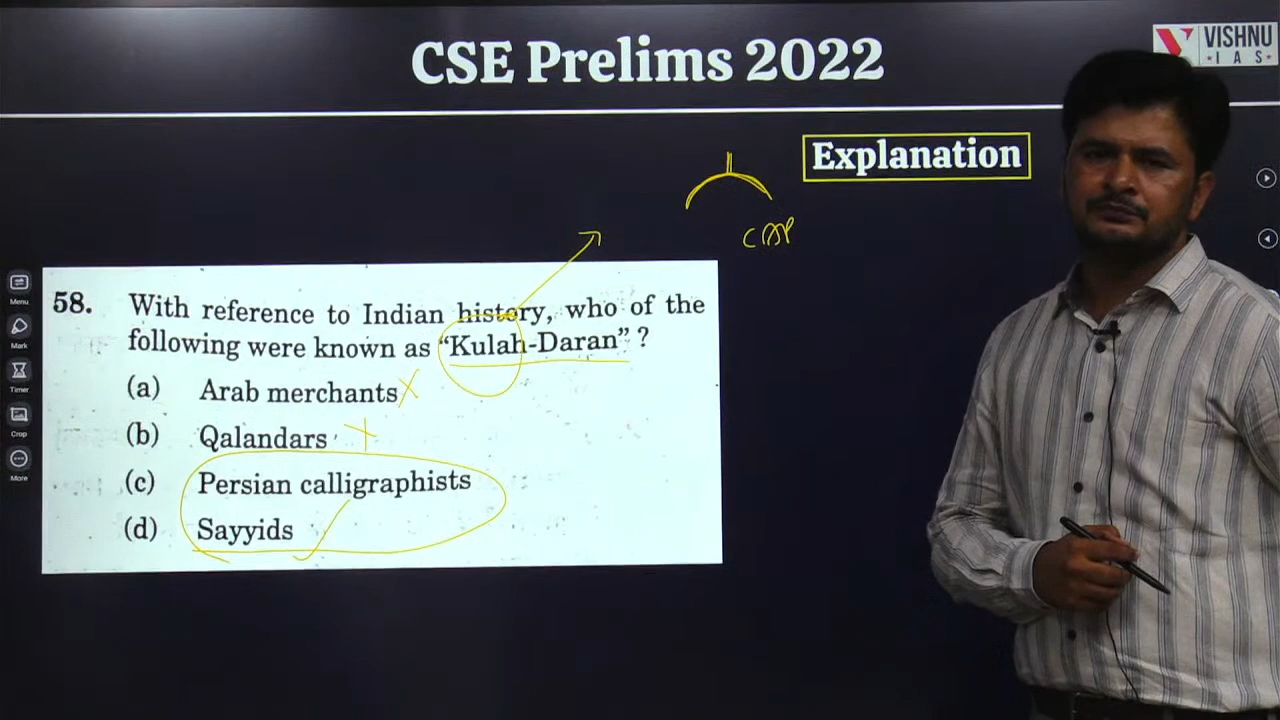 CSE Prelims 2022
VISHNU
IAS
Explanation
CAP
58. With reference to Indian history, who of the
following were known as “Kulah-Daran” ?
(a) Arab merchants
(b) Qalandars
(c) Persian calligraphists
(d) Sayyids
Menu
Mark
Timer
Crop
More